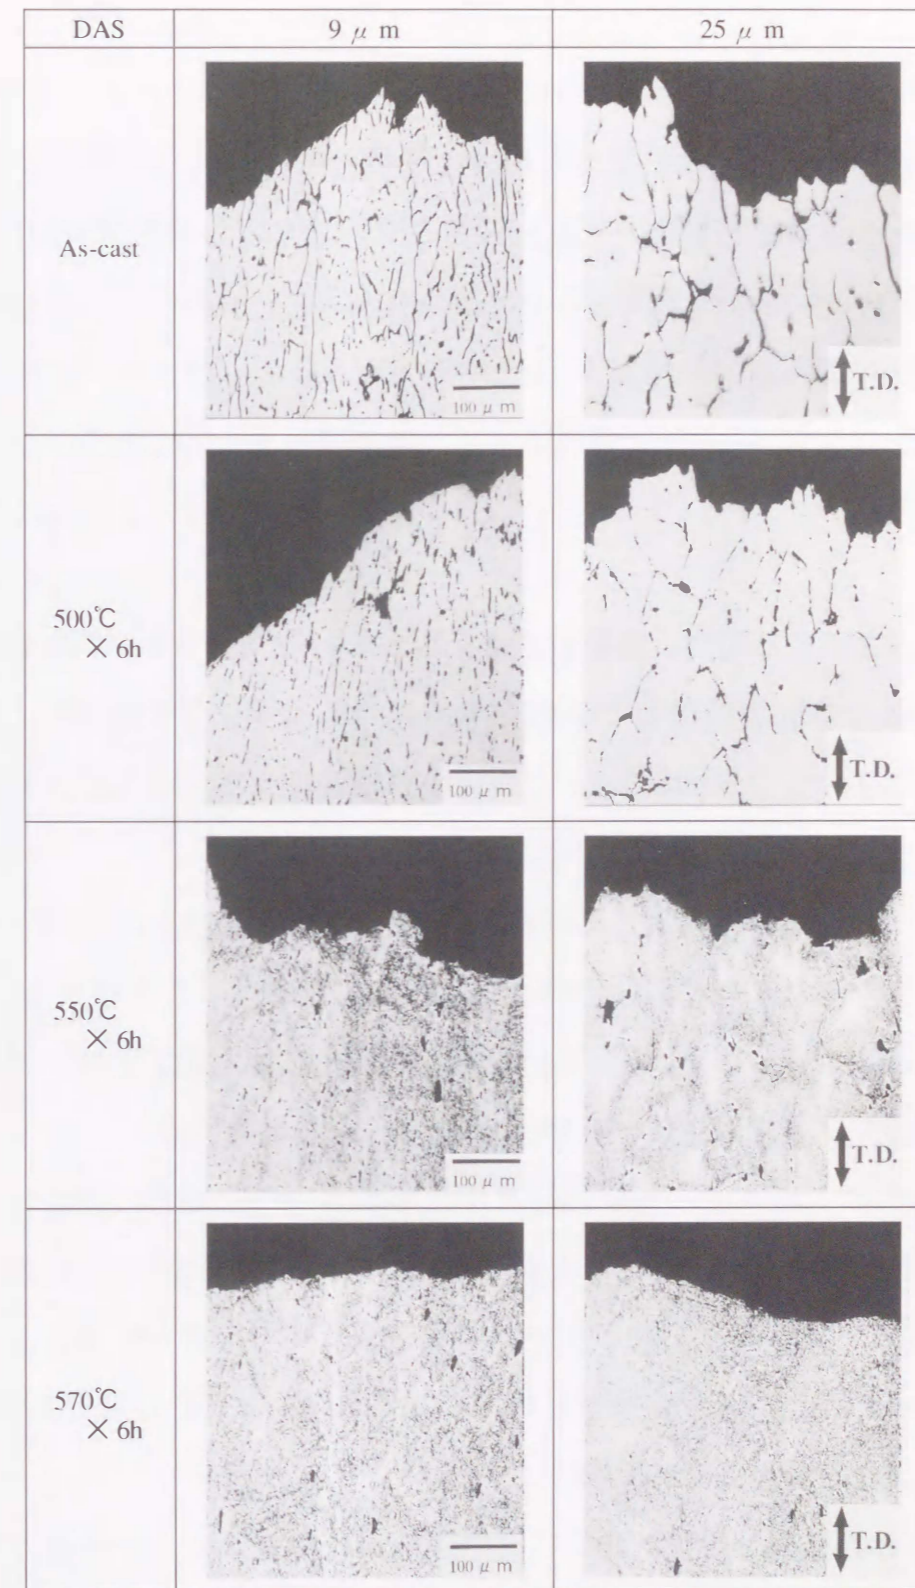 DAS 9 μ m 25 μ m
As-cast
100 μ m
T.D.
500℃
× 6h
100 μ m
T.D.
550℃
× 6h
100 μ m
T.D.
570℃
× 6h
100 μ m
T.D.